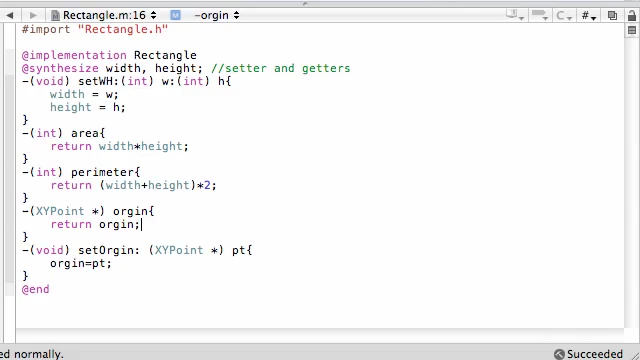 Rectangle.m:16 M -orgin C #
#import "Rectangle.h"
@implementation Rectangle
@synthesize width, height; //setter and getters
-(void) setWH:(int) w:(int) h{
width = w;
height = h;
}
-(int) area{
return width*height;
}
-(int) perimeter{
return (width+height)*2;
}
-(XYPoint *) orgin{
return orgin;
}
-(void) setOrgin: (XYPoint *) pt{
orgin=pt;
}
@end
ed normally. Succeeded